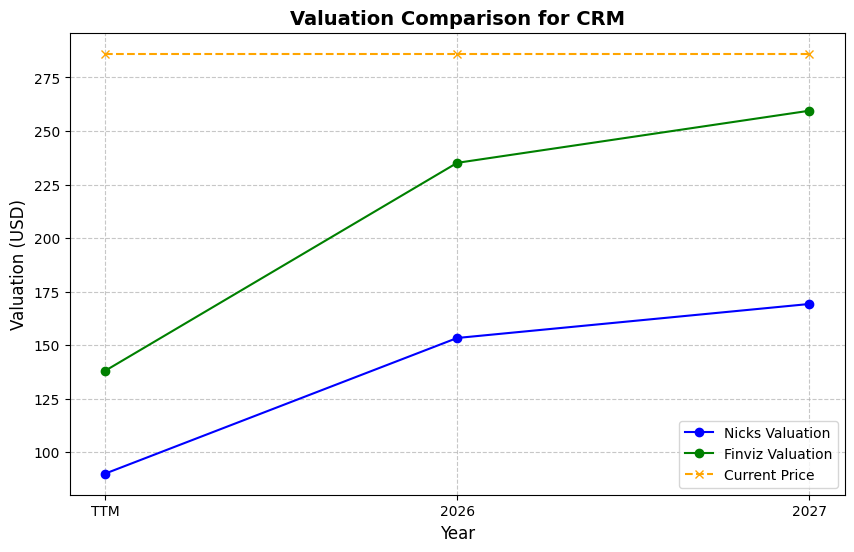 Valuation Comparison for CRM
Valuation (USD)
275
250
225
200
175
150
125
100
TTM
2026
2027
Year
Nicks Valuation
Finviz Valuation
Current Price